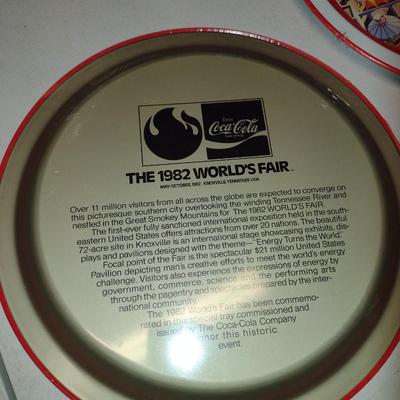 Enjoy
Coca-Cola
THE 1982 WORLD'S FAIR
MAY-OCTOBER, 1982 KNOXVILLE, TENNESSEE USA
Over 11 million visitors from all across the globe are expected to converge on
this picturesque southern city overlooking the winding Tennessee River and
nestled in the Great Smokey Mountains for The 1982 WORLD'S FAIR.
The first-ever fully sanctioned international exposition held in the south-
eastern United States offers attractions from over 20 nations. The beautiful
72-acre site in Knoxville is an international stage showcasing exhibits, dis-
plays and pavilions designed with the theme—"Energy Turns the World."
Focal point of the Fair is the spectacular $21 million United States
Pavilion depicting man's creative efforts to meet the world's energy
challenge. Visitors also experience the expressions of energy by
government, commerce, science and the performing arts
through the pageantry and spectacles prepared by the inter-
national community.
The 1982 World's Fair has been commemo-
rated in this special tray commissioned and
issued by The Coca-Cola Company
honor this historic
event.